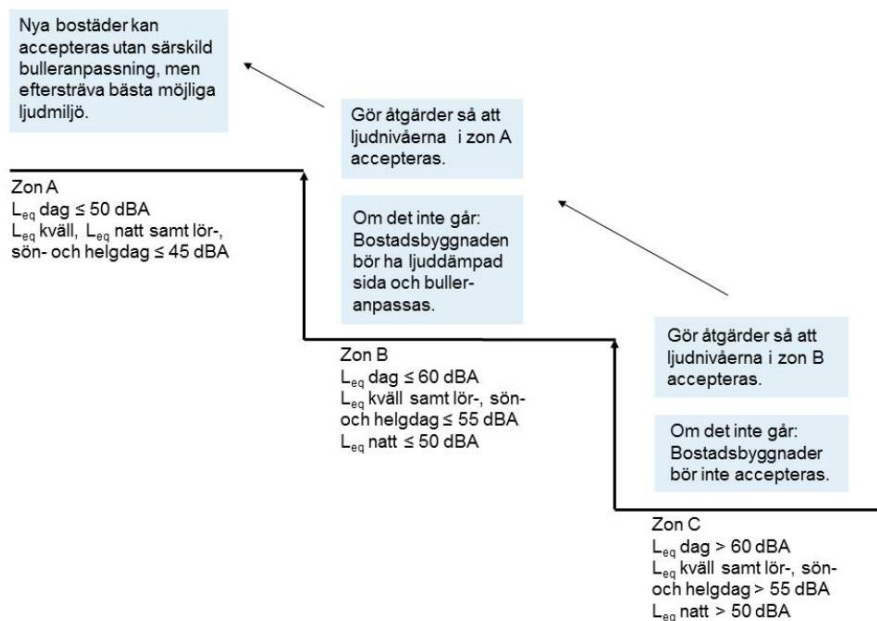 Nya bostäder kan
accepteras utan särskild
bulleranpassning, men
eftersträva bästa möjliga
ljudmiljö.
Zon A
Leq dag ≤ 50 dBA
Leq kväll, Leq natt samt lör-,
sön- och helgdag ≤ 45 dBA
Gör åtgärder så att
ljudnivåerna i zon A
accepteras.
Om det inte går:
Bostadsbyggnaden
bör ha ljuddämpad
sida och buller-
anpassas.
Zon B
Leq dag ≤ 60 dBA
Leq kväll samt lör-, sön-
och helgdag ≤ 55 dBA
Leq natt ≤ 50 dBA
Gör åtgärder så att
ljudnivåerna i zon B
accepteras.
Om det inte går:
Bostadsbyggnader
bör inte accepteras.
Zon C
Leq dag > 60 dBA
Leq kväll samt lör-, sön-
och helgdag > 55 dBA
Leq natt > 50 dBA